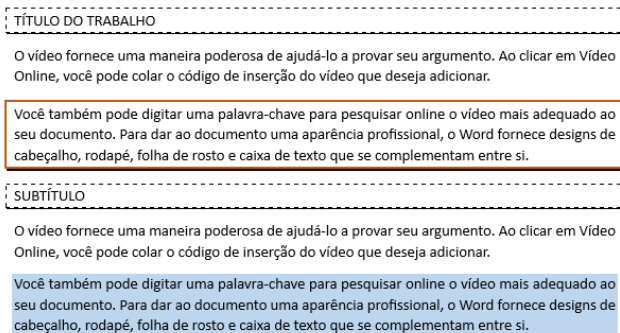 TÍTULO DO TRABALHO
O vídeo fornece uma maneira poderosa de ajudá-lo a provar seu argumento. Ao clicar em Vídeo
Online, você pode colar o código de inserção do vídeo que deseja adicionar.
Você também pode digitar uma palavra-chave para pesquisar online o vídeo mais adequado ao
seu documento. Para dar ao documento uma aparência profissional, o Word fornece designs de
cabeçalho, rodapé, folha de rosto e caixa de texto que se complementam entre si.
SUBTÍTULO
O vídeo fornece uma maneira poderosa de ajudá-lo a provar seu argumento. Ao clicar em Vídeo
Online, você pode colar o código de inserção do vídeo que deseja adicionar.
Você também pode digitar uma palavra-chave para pesquisar online o vídeo mais adequado ao
seu documento. Para dar ao documento uma aparência profissional, o Word fornece designs de
cabeçalho, rodapé, folha de rosto e caixa de texto que se complementam entre si.